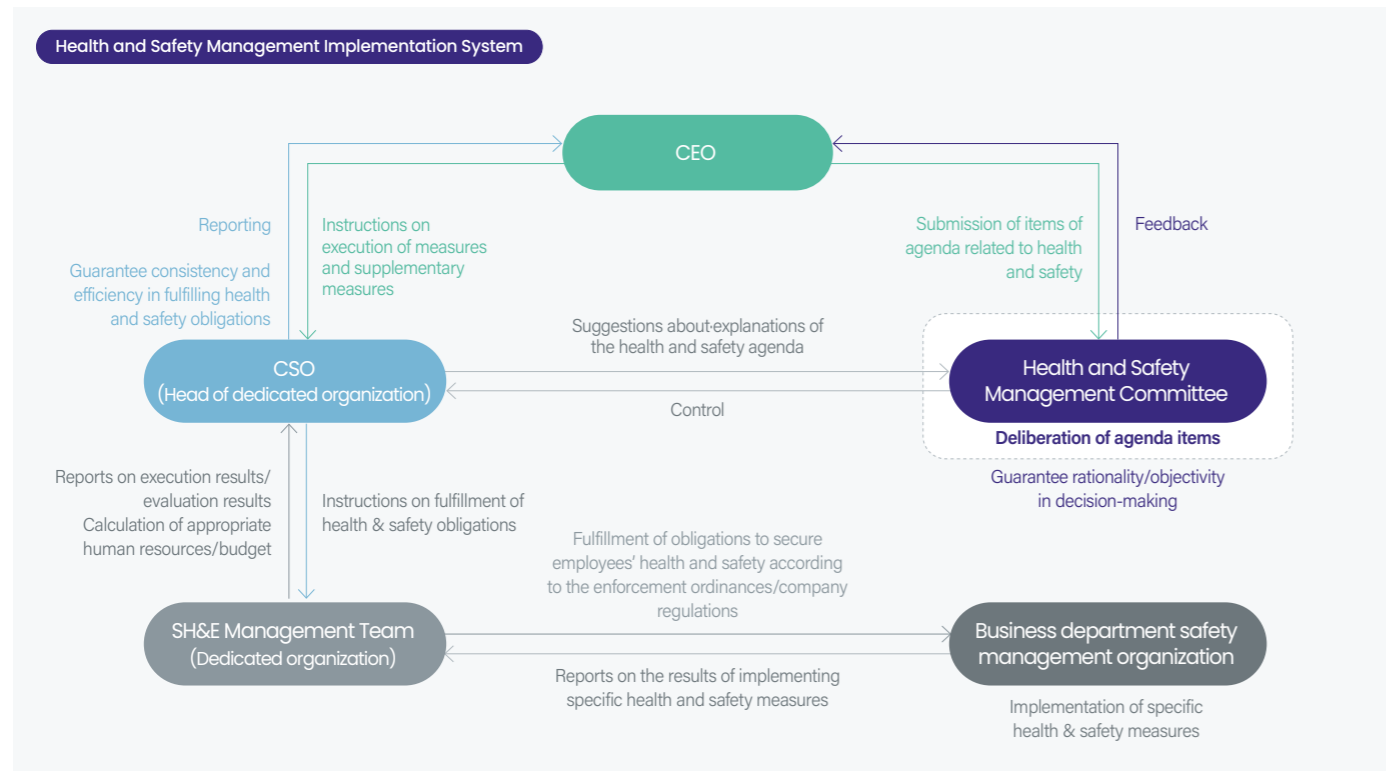 Health and Safety Management Implementation System
CEO
Reporting
Guarantee consistency and
efficiency in fulfilling health
and safety obligations
Instructions on
execution of measures
and supplementary
measures
Submission of items of
agenda related to health
and safety
Feedback
Suggestions about·explanations of
the health and safety agenda
CSO
(Head of dedicated organization)
Control
Health and Safety
Management Committee
Deliberation of agenda items
Guarantee rationality/objectivity
in decision-making
Reports on execution results/
evaluation results
Calculation of appropriate
human resources/budget
Instructions on fulfillment of
health & safety obligations
Fulfillment of obligations to secure
employees’ health and safety according
to the enforcement ordinances/company
regulations
SH&E Management Team
(Dedicated organization)
Reports on the results of implementing
specific health and safety measures
Business department safety
management organization
Implementation of specific
health & safety measures